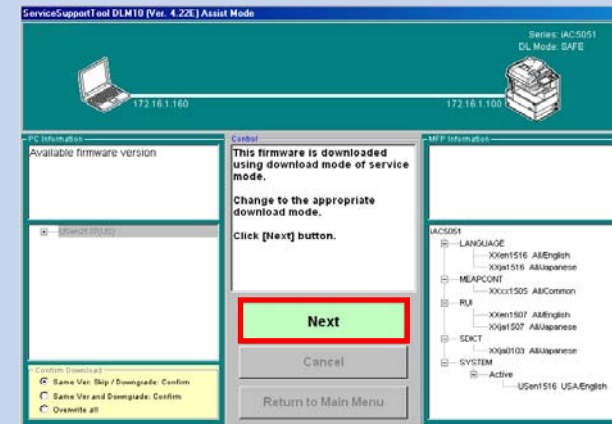 ServiceSupportTool DLM10 (Ver. 4.22E) Assist Mode
Series: iAC5051
DL Mode: SAFE
172.16.1.160
172.16.1.100
PC Information
Available firmware version
USen2137(US)
Confirm Download
Same Ver: Skip / Downgrade: Confirm
Same Ver and Downgrade: Confirm
Overwrite all
Control
This firmware is downloaded
using download mode of service
mode.
Change to the appropriate
download mode.
Click [Next] button.
Next
Cancel
Return to Main Menu
MFP Information
iAC5051
LANGUAGE
XXen1516 All/English
XXja1516 All/Japanese
MEAPCONT
XXxx1505 All/Common
RUI
XXen1507 All/English
XXja1507 All/Japanese
SDICT
XXja0103 All/Japanese
SYSTEM
Active
USen1516 USA/English